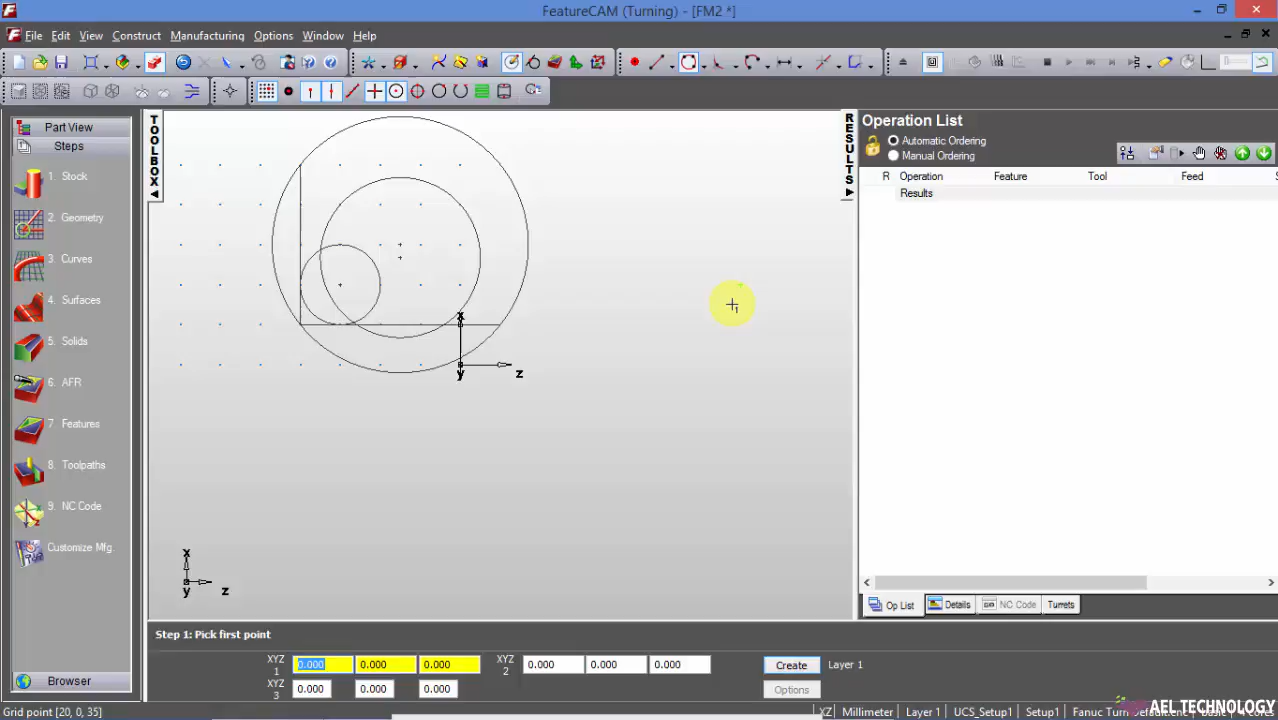 FeatureCAM (Turning) - [FM2 *]
File Edit View Construct Manufacturing Options Window Help
Part View
Steps
1. Stock
2. Geometry
3. Curves
4. Surfaces
5. Solids
6. AFR
7. Features
8. Toolpaths
9. NC Code
Customize Mfg.
Browser
TOOLBOX
x
y
z
x
y
z
1
RESULTS
Operation List
Automatic Ordering
Manual Ordering
R Operation Feature Tool Feed S
Results
Op List Details NC Code Turrets
Step 1: Pick first point
XYZ 1 0.000 0.000 0.000 XYZ 2 0.000 0.000 0.000 Create Layer 1
XYZ 3 0.000 0.000 0.000 Options
Grid point [20, 0, 35] XZ Millimeter Layer 1 UCS_Setup1 Setup1
AEL TECHNOLOGY